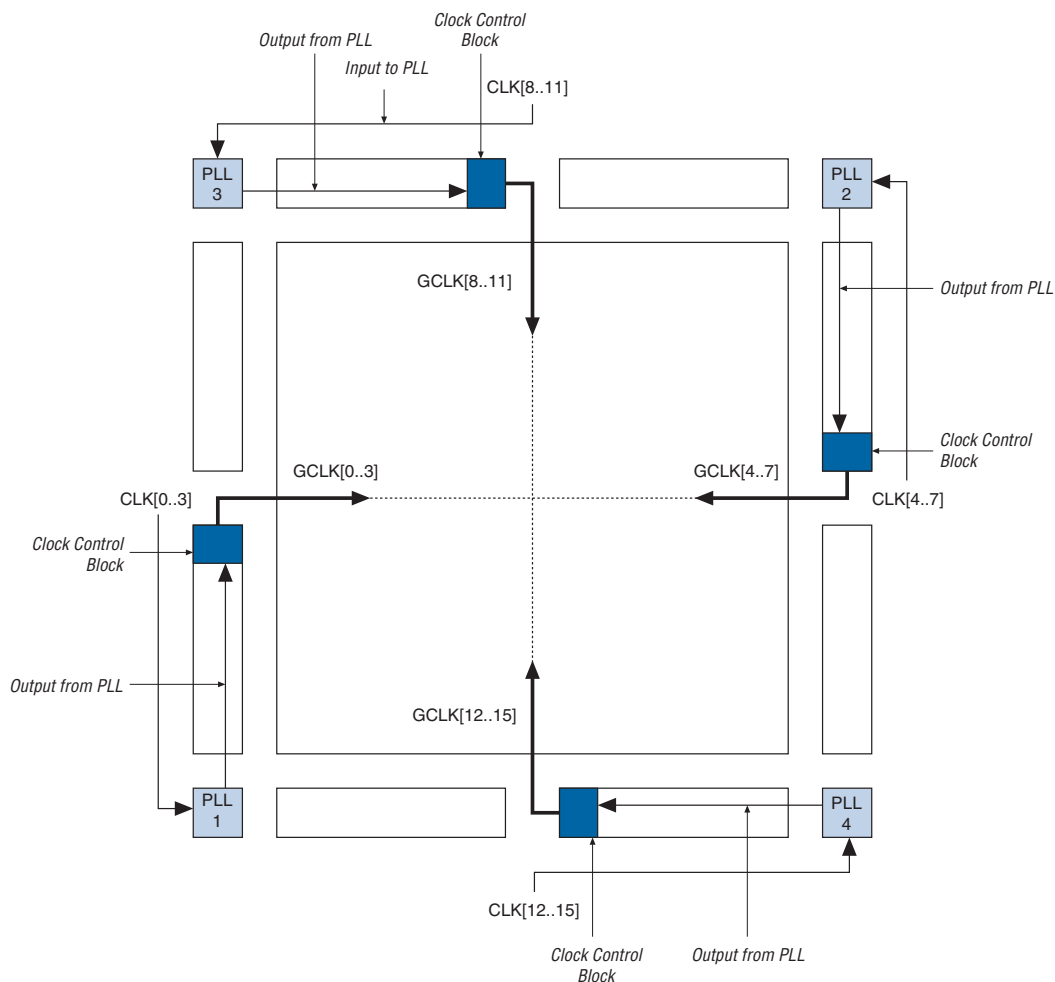 Clock Control
Block
Output from PLL
Input to PLL
CLK[8..11]
PLL
3
PLL
2
GCLK[8..11]
Output from PLL
Clock Control
Block
GCLK[0..3]
GCLK[4..7]
CLK[0..3]
CLK[4..7]
Clock Control
Block
Output from PLL
GCLK[12..15]
PLL
1
PLL
4
CLK[12..15]
Clock Control
Block
Output from PLL